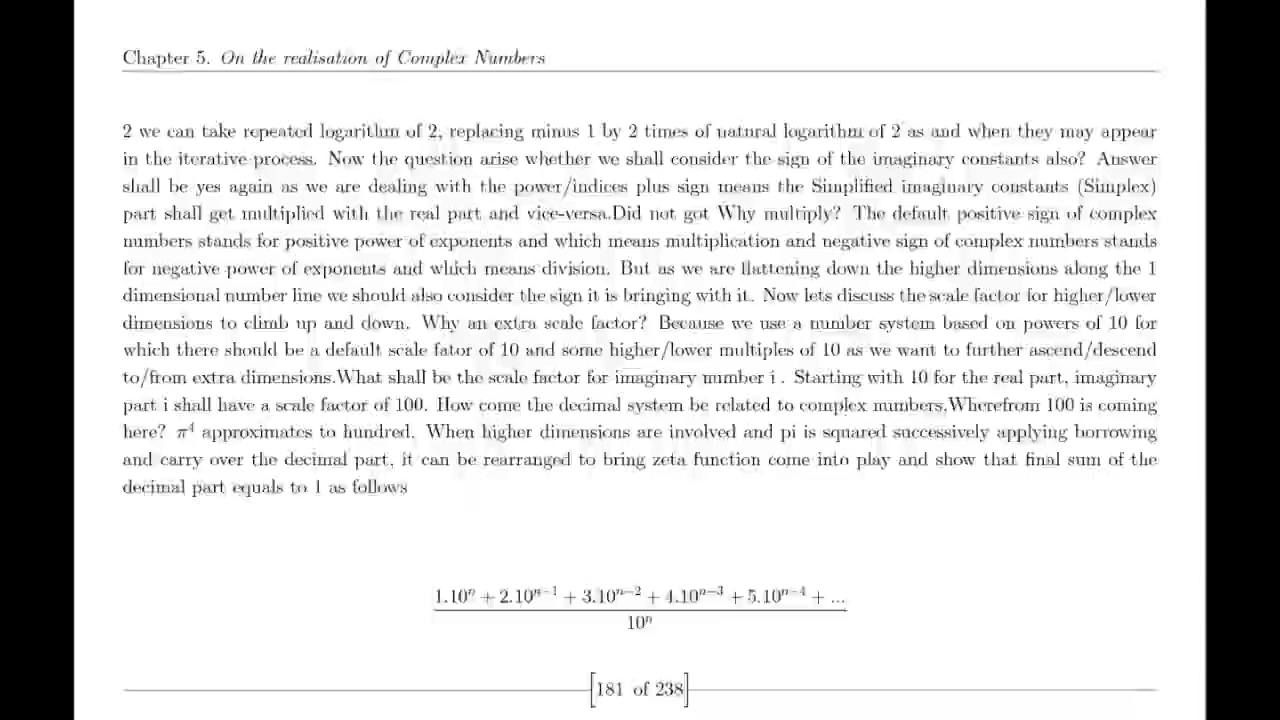 Chapter 5. On the realisation of Complex Numbers
2 we can take repeated logarithm of 2, replacing minus 1 by 2 times of natural logarithm of 2 as and when they may appear
in the iterative process. Now the question arise whether we shall consider the sign of the imaginary constants also? Answer
shall be yes again as we are dealing with the power/indices plus sign means the Simplified imaginary constants (Simplex)
part shall get multiplied with the real part and vice-versa.Did not got Why multiply? The default positive sign of complex
numbers stands for positive power of exponents and which means multiplication and negative sign of complex numbers stands
for negative power of exponents and which means division. But as we are flattening down the higher dimensions along the 1
dimensional number line we should also consider the sign it is bringing with it. Now lets discuss the scale factor for higher/lower
dimensions to climb up and down. Why an extra scale factor? Because we use a number system based on powers of 10 for
which there should be a default scale fator of 10 and some higher/lower multiples of 10 as we want to further ascend/descend
to/from extra dimensions.What shall be the scale factor for imaginary number i . Starting with 10 for the real part, imaginary
part i shall have a scale factor of 100. How come the decimal system be related to complex numbers.Wherefrom 100 is coming
here? π⁴ approximates to hundred. When higher dimensions are involved and pi is squared successively applying borrowing
and carry over the decimal part, it can be rearranged to bring zeta function come into play and show that final sum of the
decimal part equals to 1 as follows
1.10ⁿ + 2.10ⁿ⁻¹ + 3.10ⁿ⁻² + 4.10ⁿ⁻³ + 5.10ⁿ⁻⁴ + ...
10ⁿ
[181 of 238]